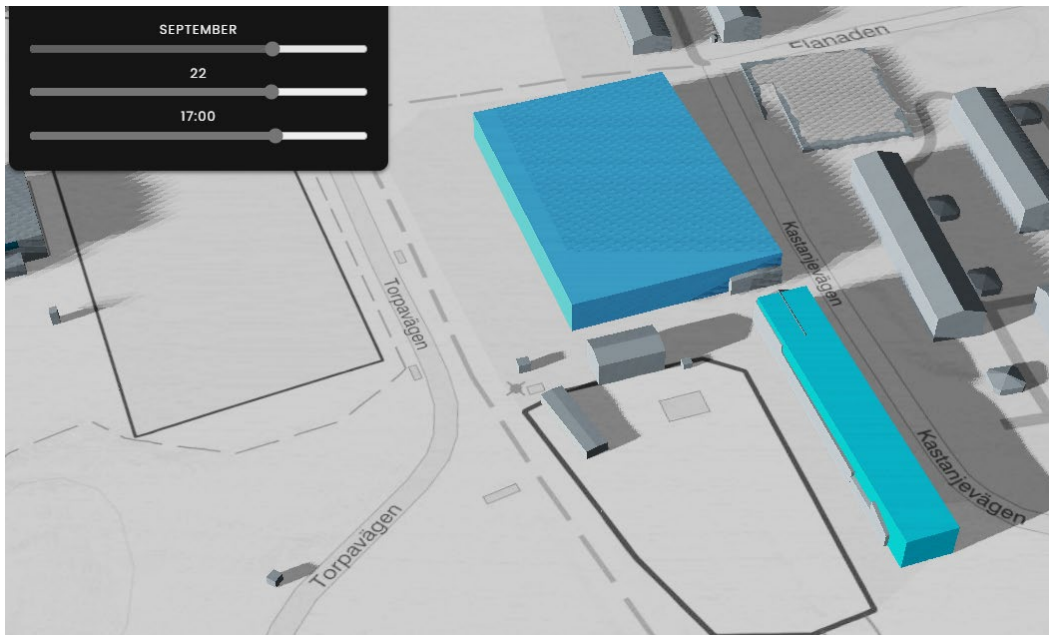 SEPTEMBER
22
17:00
Flanaden
Kastanjevägen
Torpavägen
Kastanjevägen
Torpavägen